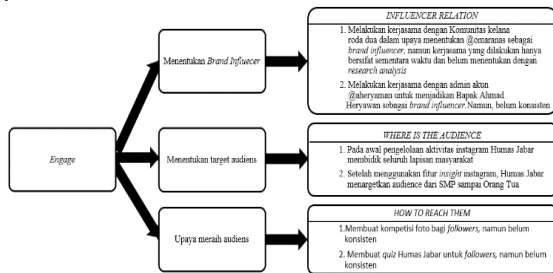 Engage
Menentukan Brand Influecer
Menentukan target audiens
Upaya meraih audiens
INFLUENCER RELATION
1. Melakukan kerjasama dengan Komunitas kelana
roda dua dalam upaya menentukan @omaranas sebagai
brand influencer, namun kerjasama yang dilakukan hanya
bersifat sementara waktu dan belum menentukan dengan
research analysis
2. Melakukan kerjasama dengan admin akun
@aheryaman untuk menjadikan Bapak Ahmad
Heryawan sebagai brand influencer. Namun, belum konsisten
WHERE IS THE AUDIENCE
1. Pada awal pengelolaan aktivitas instagram Humas Jabar
membidik seluruh lapisan masyarakat
2. Setelah menggunakan fitur insight instagram, Humas Jabar
menargetkan audience dari SMP sampai Orang Tua
HOW TO REACH THEM
1.Membuat kompetisi foto bagi followers, namun belum
konsisten
2. Membuat quiz Humas Jabar untuk followers, namun belum
konsisten